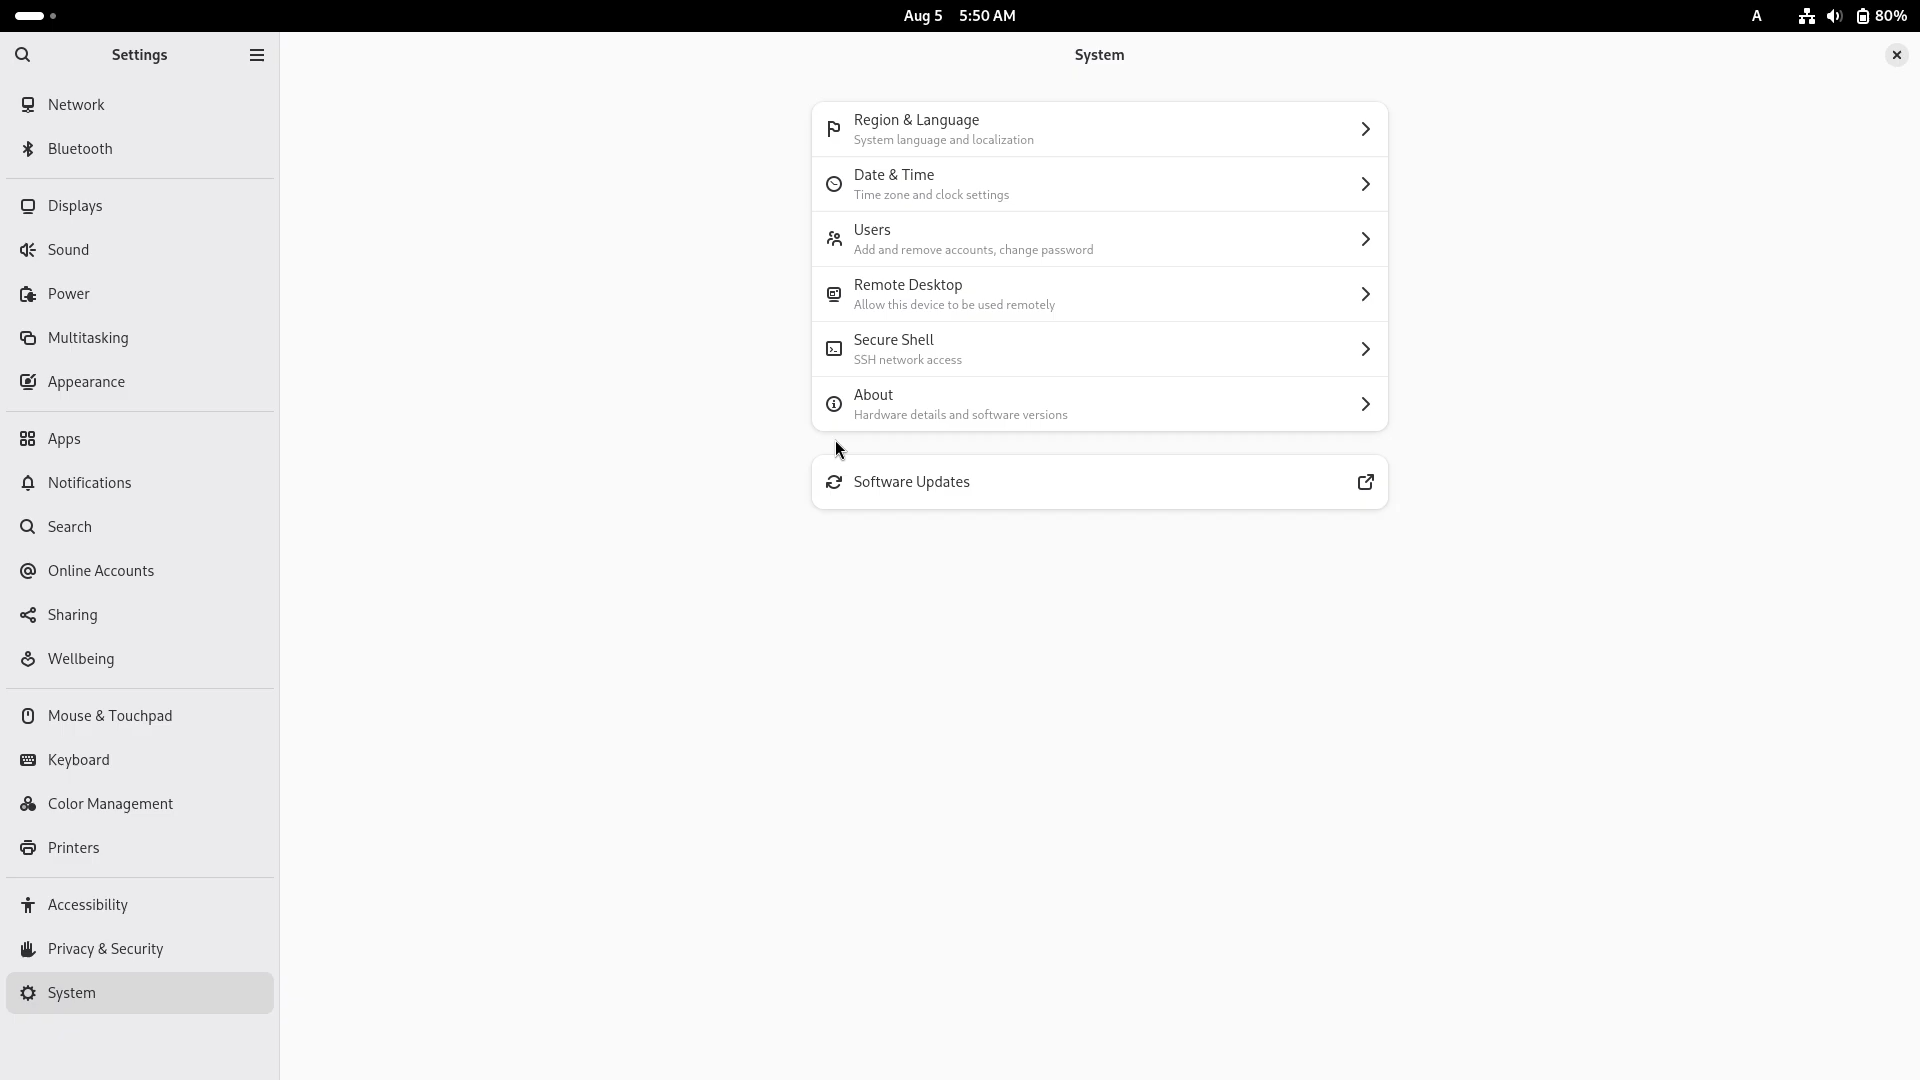 Aug 5 5:50 AM
A
80%
Settings
Network
Bluetooth
Displays
Sound
Power
Multitasking
Appearance
Apps
Notifications
Search
Online Accounts
Sharing
Wellbeing
Mouse & Touchpad
Keyboard
Color Management
Printers
Accessibility
Privacy & Security
System
System
Region & Language
System language and localization
Date & Time
Time zone and clock settings
Users
Add and remove accounts, change password
Remote Desktop
Allow this device to be used remotely
Secure Shell
SSH network access
About
Hardware details and software versions
Software Updates